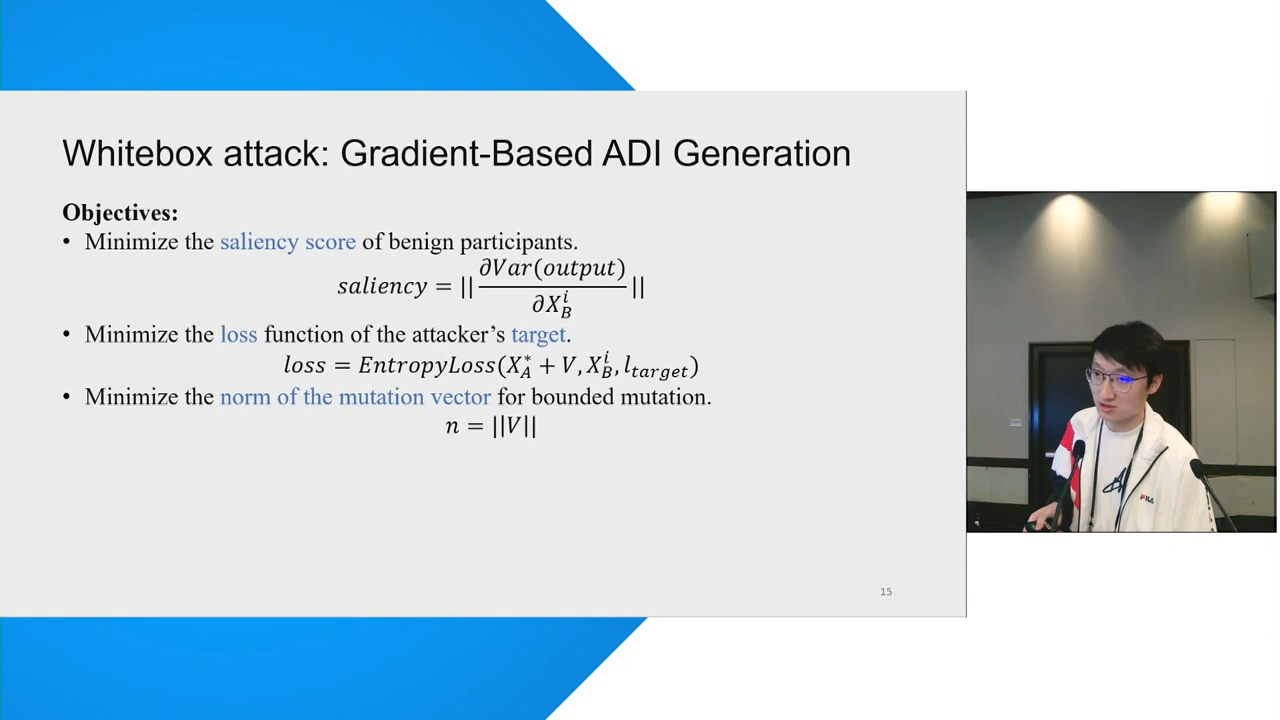 Whitebox attack: Gradient-Based ADI Generation
Objectives:
• Minimize the saliency score of benign participants.
saliency = ||∂Var(output)/∂X_B^i||
• Minimize the loss function of the attacker’s target.
loss = EntropyLoss(X_A^* + V, X_B^i, l_target)
• Minimize the norm of the mutation vector for bounded mutation.
n = ||V||
15
FILA